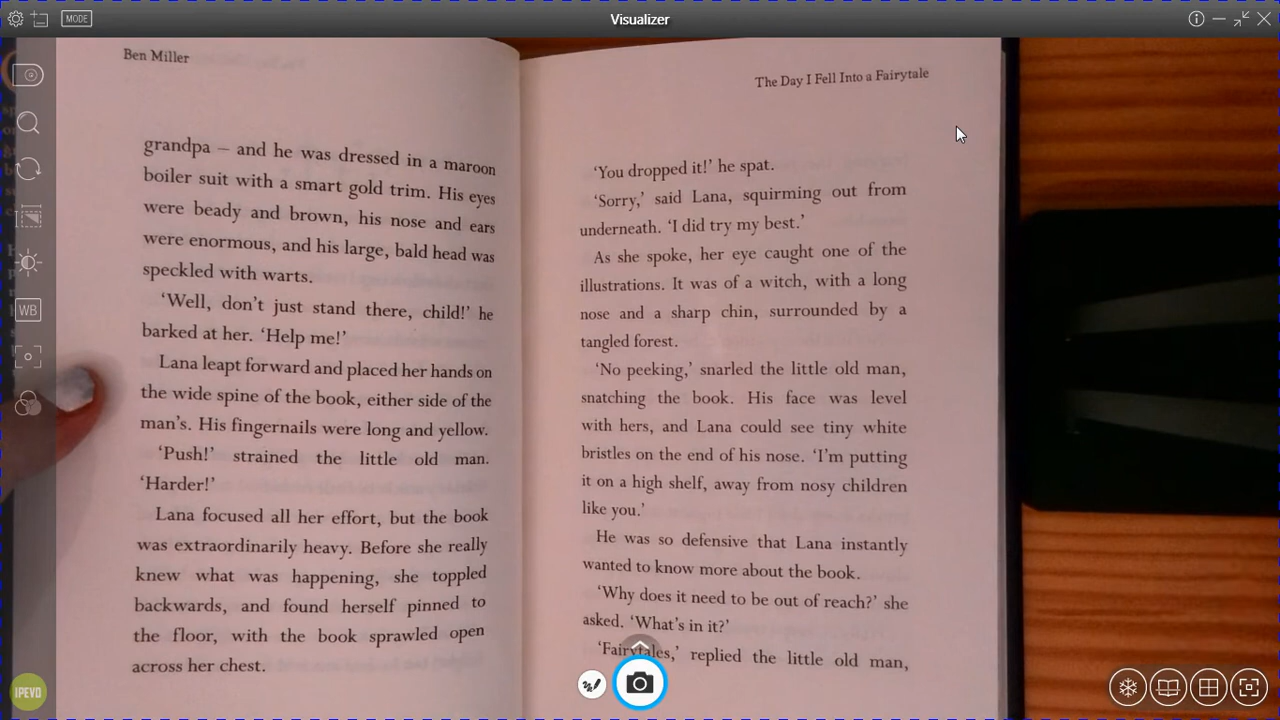 Visualizer
MODE
WB
IPEVO
Ben Miller
grandpa – and he was dressed in a maroon
boiler suit with a smart gold trim. His eyes
were beady and brown, his nose and ears
were enormous, and his large, bald head was
speckled with warts.
‘Well, don’t just stand there, child!’ he
barked at her. ‘Help me!’
Lana leapt forward and placed her hands on
the wide spine of the book, either side of the
man’s. His fingernails were long and yellow.
‘Push!’ strained the little old man.
‘Harder!’
Lana focused all her effort, but the book
was extraordinarily heavy. Before she really
knew what was happening, she toppled
backwards, and found herself pinned to
the floor, with the book sprawled open
across her chest.
The Day I Fell Into a Fairytale
‘You dropped it!’ he spat.
‘Sorry,’ said Lana, squirming out from
underneath. ‘I did try my best.’
As she spoke, her eye caught one of the
illustrations. It was of a witch, with a long
nose and a sharp chin, surrounded by a
tangled forest.
‘No peeking,’ snarled the little old man,
snatching the book. His face was level
with hers, and Lana could see tiny white
bristles on the end of his nose. ‘I’m putting
it on a high shelf, away from nosy children
like you.’
He was so defensive that Lana instantly
wanted to know more about the book.
‘Why does it need to be out of reach?’ she
asked. ‘What’s in it?’
‘Fairytales,’ replied the little old man,